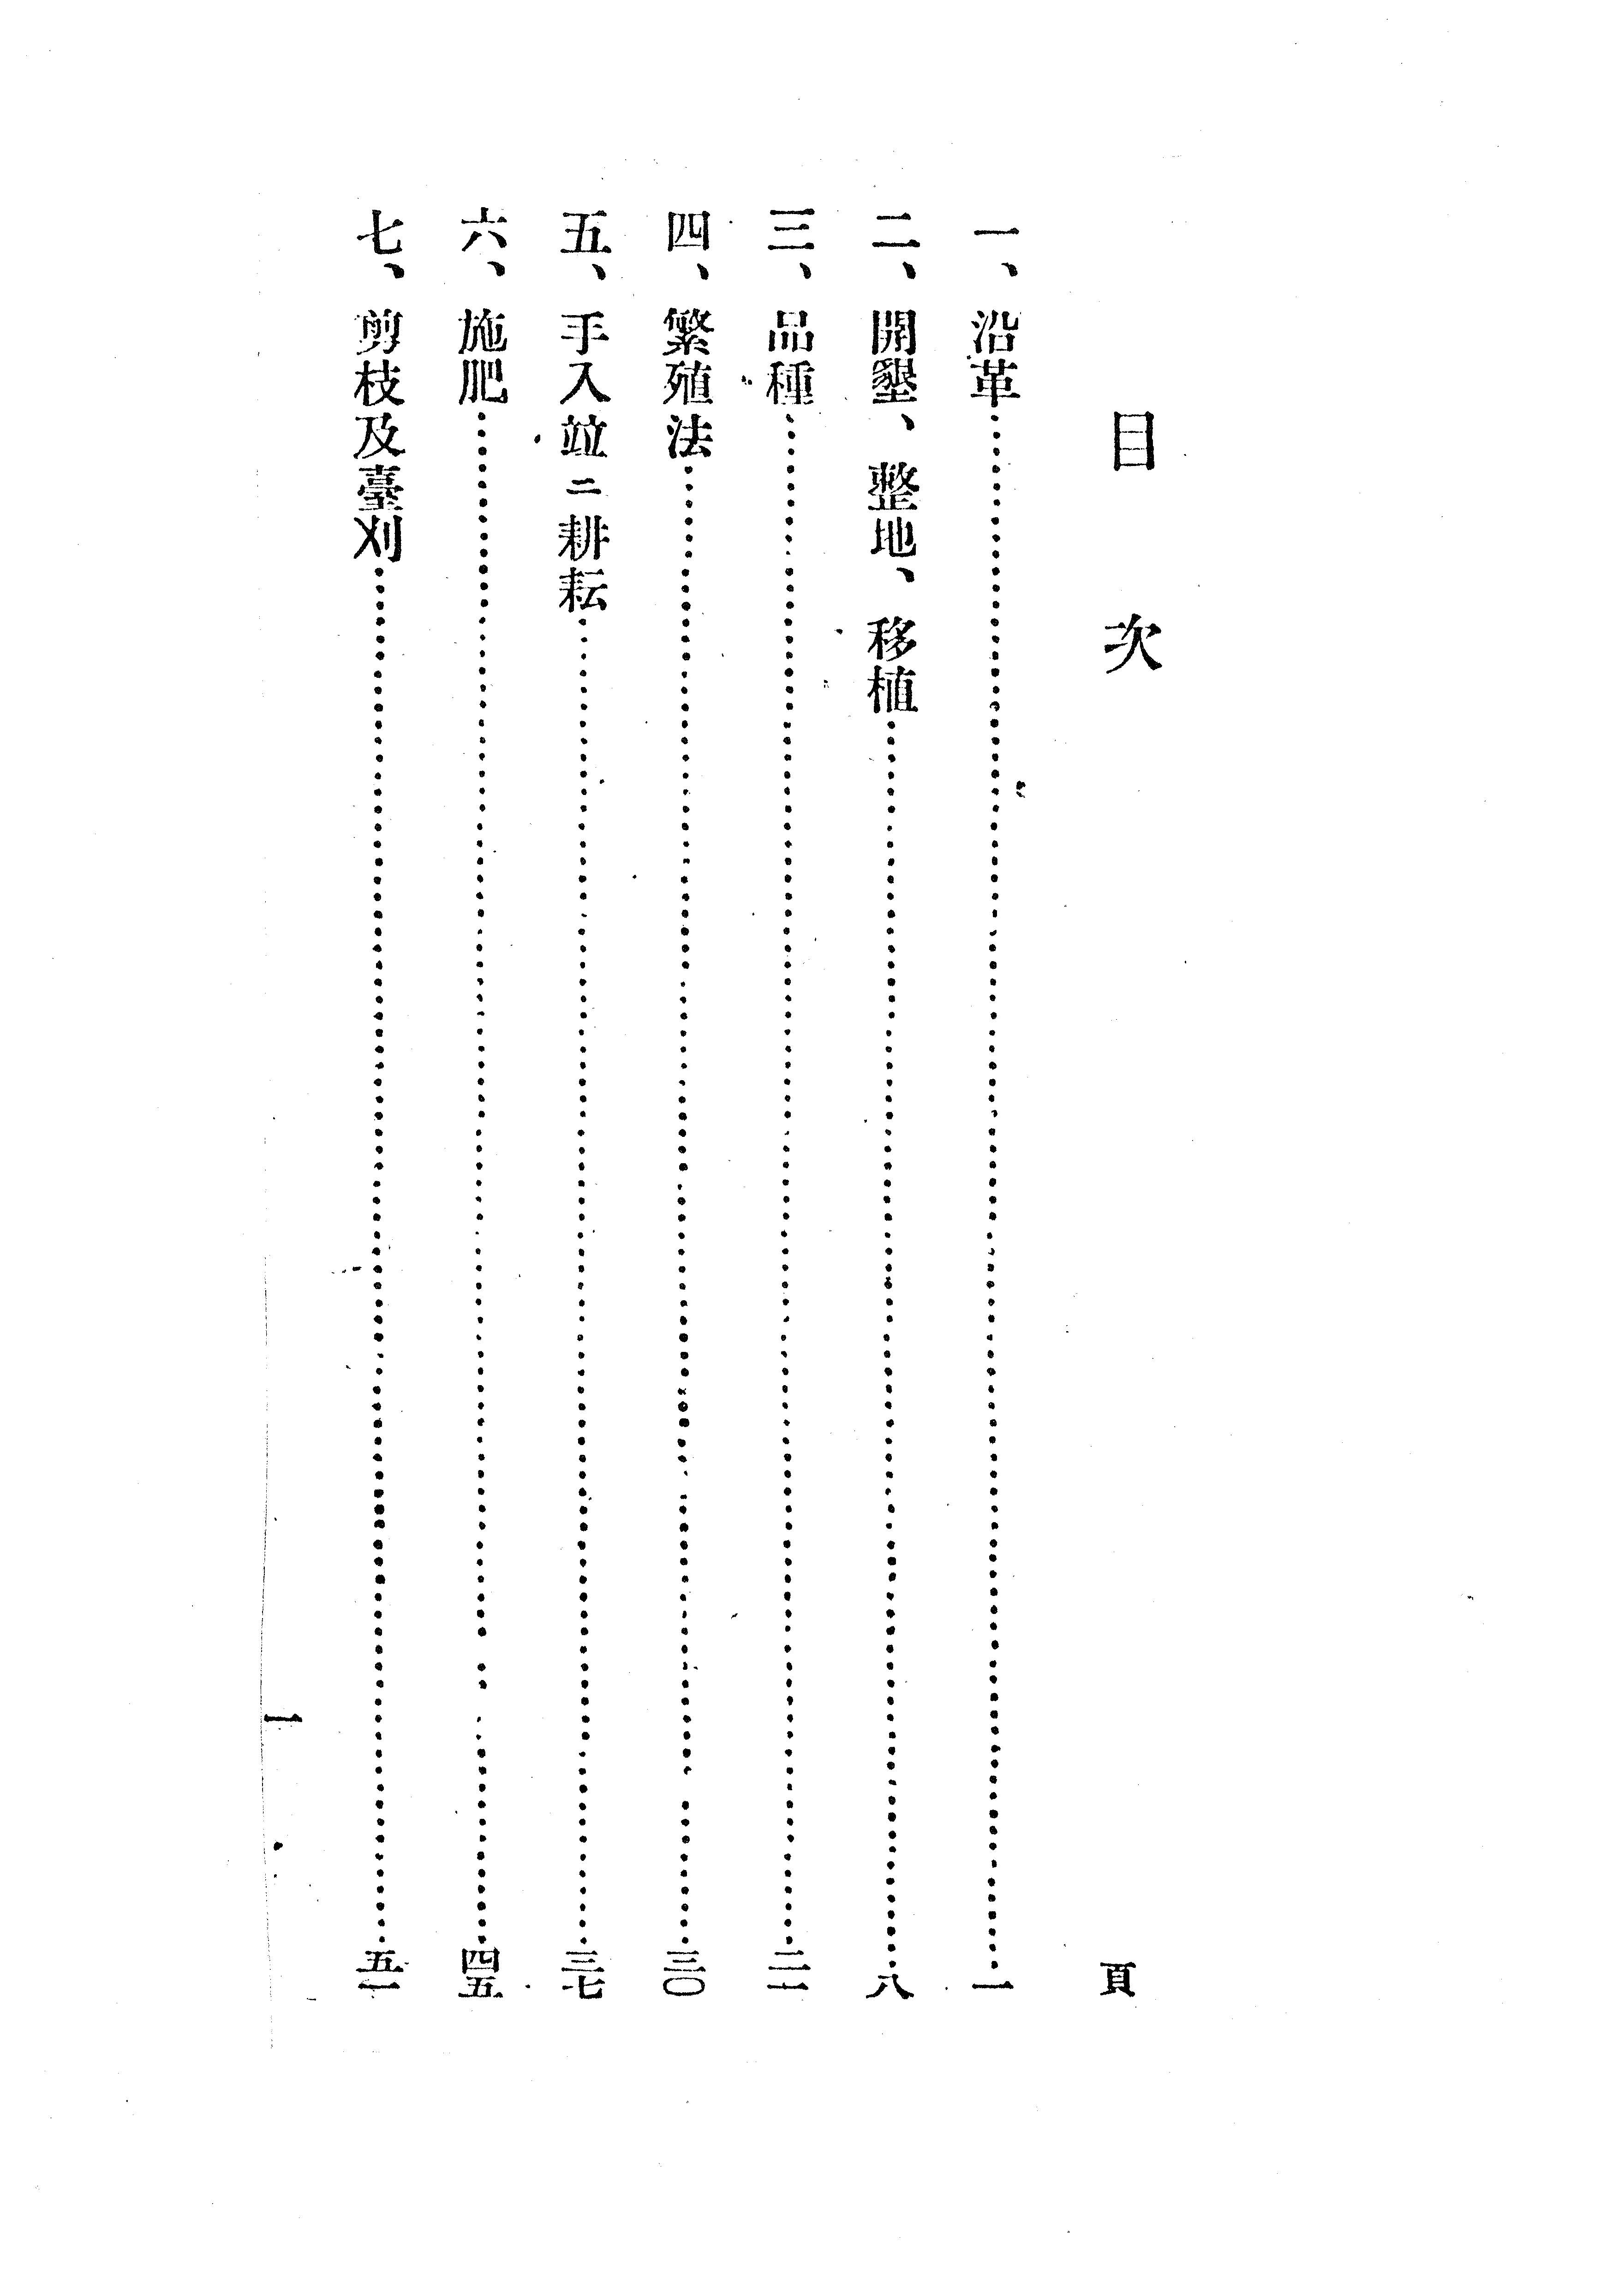 目次
頁
一、沿革……一
二、開墾、整地、移植……八
三、品種……二一
四、繁殖法……三〇
五、手入竝ニ耕耘……三七
六、施肥……四五
七、剪枝及臺刈……五一
一